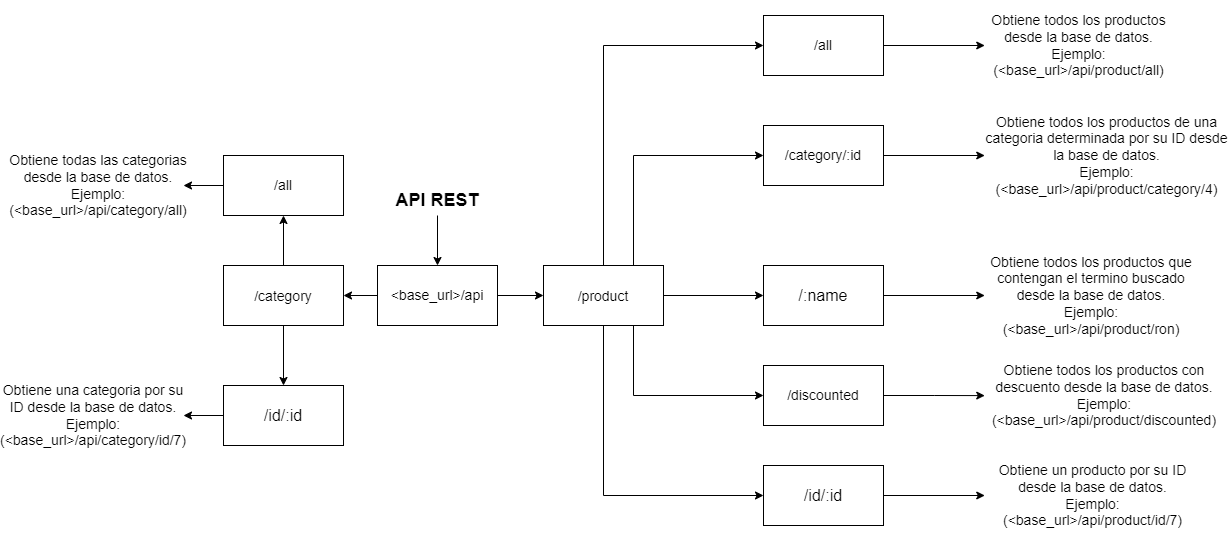 API REST
<base_url>/api
/category
/all
Obtiene todas las categorias
desde la base de datos.
Ejemplo:
(<base_url>/api/category/all)
/id/:id
Obtiene una categoria por su
ID desde la base de datos.
Ejemplo:
(<base_url>/api/category/id/7)
/product
/all
Obtiene todos los productos
desde la base de datos.
Ejemplo:
(<base_url>/api/product/all)
/category/:id
Obtiene todos los productos de una
categoria determinada por su ID desde
la base de datos.
Ejemplo:
(<base_url>/api/product/category/4)
/:name
Obtiene todos los productos que
contengan el termino buscado
desde la base de datos.
Ejemplo:
(<base_url>/api/product/ron)
/discounted
Obtiene todos los productos con
descuento desde la base de datos.
Ejemplo:
(<base_url>/api/product/discounted)
/id/:id
Obtiene un producto por su ID
desde la base de datos.
Ejemplo:
(<base_url>/api/product/id/7)